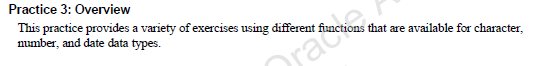 Practice 3: Overview
This practice provides a variety of exercises using different functions that are available for character,
number, and date data types.
Oracle A